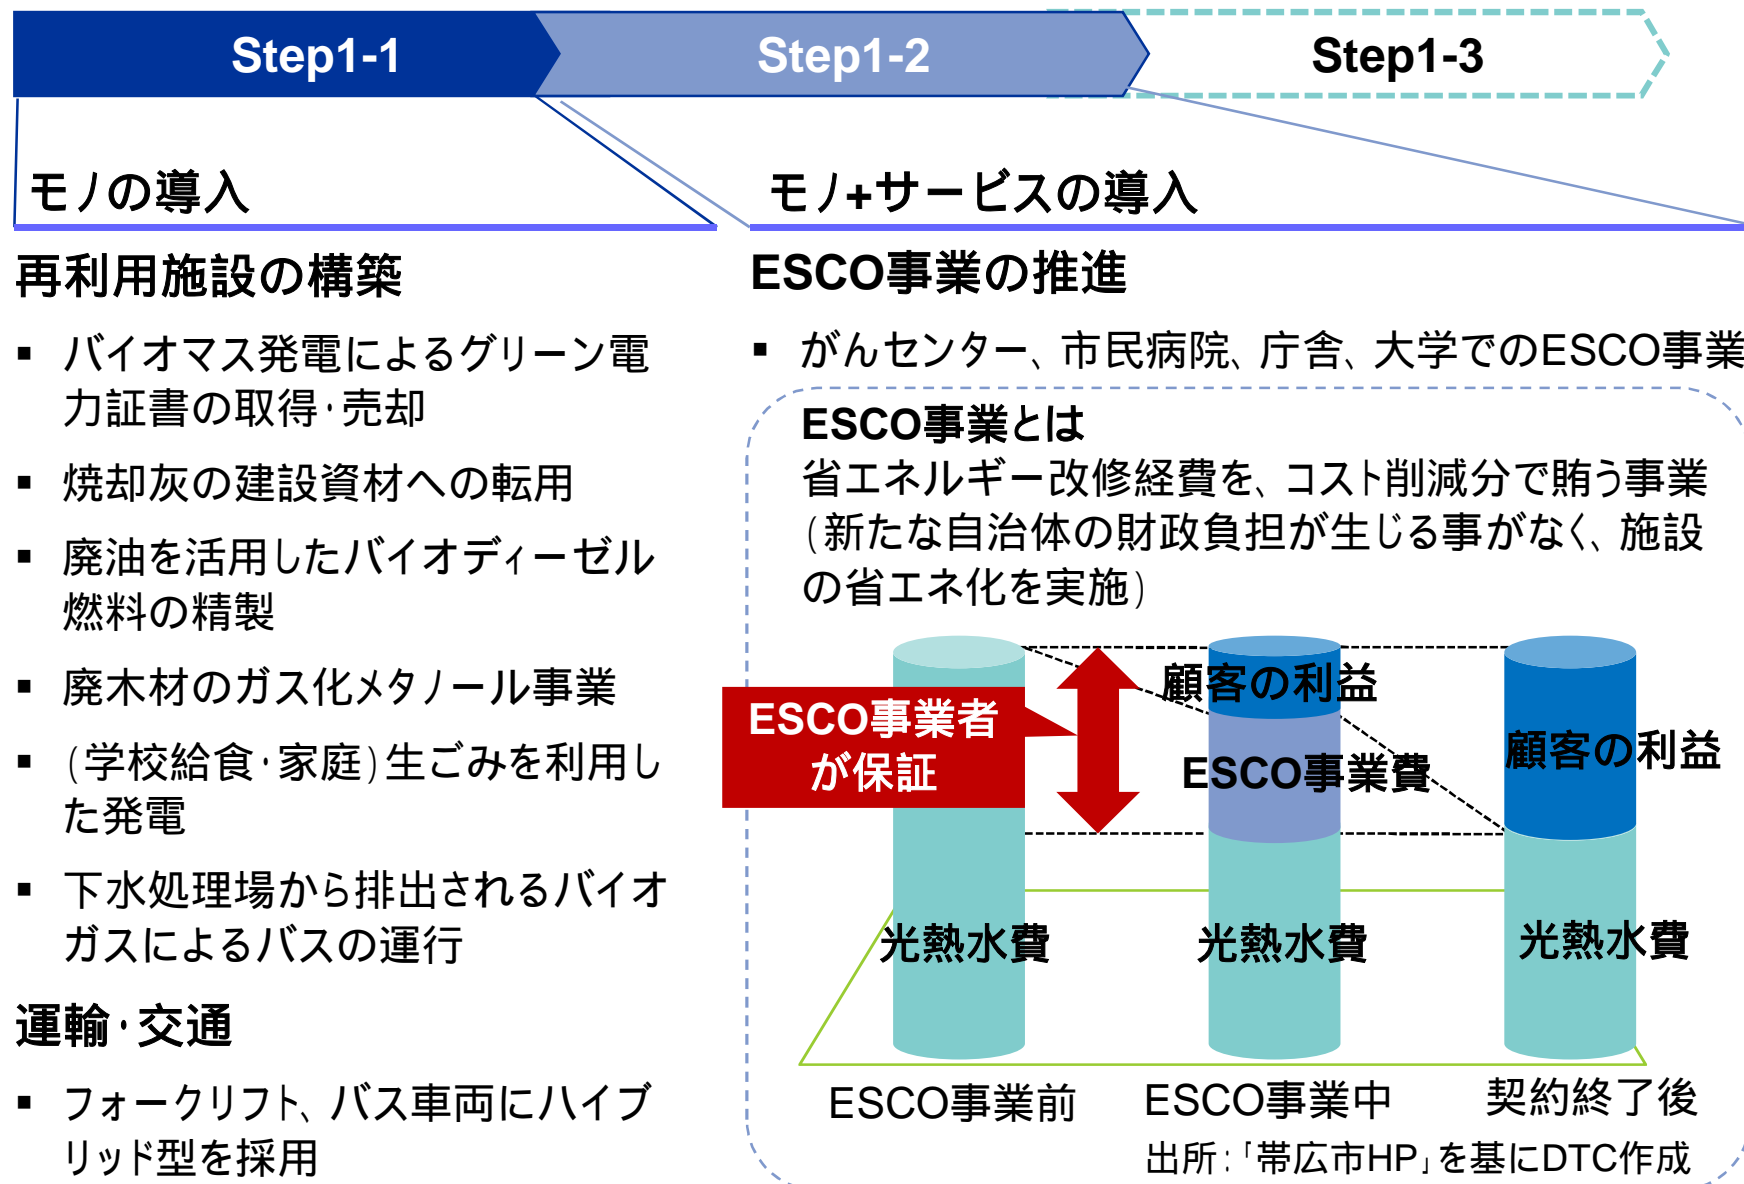 Step1-1
Step1-2
Step1-3
モノの導入
再利用施設の構築
▪ バイオマス発電によるグリーン電
力証書の取得・売却
▪ 焼却灰の建設資材への転用
▪ 廃油を活用したバイオディーゼル
燃料の精製
▪ 廃木材のガス化メタノール事業
▪ (学校給食・家庭)生ごみを利用し
た発電
▪ 下水処理場から排出されるバイオ
ガスによるバスの運行
運輸・交通
▪ フォークリフト、バス車両にハイブ
リッド型を採用
モノ+サービスの導入
ESCO事業の推進
▪ がんセンター、市民病院、庁舎、大学でのESCO事業
ESCO事業とは
省エネルギー改修経費を、コスト削減分で賄う事業
(新たな自治体の財政負担が生じる事がなく、施設
の省エネ化を実施)
ESCO事業者
が保証
顧客の利益
ESCO事業費
顧客の利益
光熱水費
光熱水費
光熱水費
ESCO事業前
ESCO事業中
契約終了後
出所:「帯広市HP」を基にDTC作成